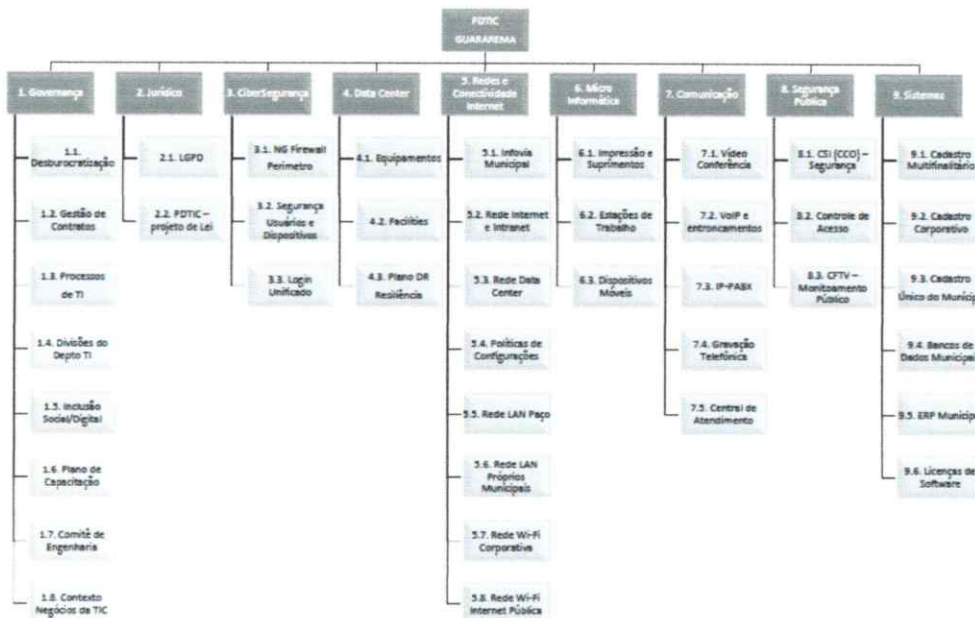 PDTIC
GUARAREMA
1. Governança
1.1.
Desburocratização
1.2. Gestão de
Contratos
1.3. Processos
de TI
1.4. Divisões do
Depto TI
1.5. Inclusão
Social/Digital
1.6. Plano de
Capacitação
1.7. Comitê de
Engenharia
1.8. Contexto
Negócios da TIC
2. Jurídico
2.1. LGPD
2.2. PDTIC –
projeto de Lei
3. CiberSegurança
3.1. NG Firewall
Perímetro
3.2. Segurança
Usuários e
Dispositivos
3.3. Login
Unificado
4. Data Center
4.1. Equipamentos
4.2. Facilities
4.3. Plano DR
Resiliência
5. Redes e
Conectividade
Internet
5.1. Infovia
Municipal
5.2. Rede Internet
e Intranet
5.3. Rede Data
Center
5.4. Políticas de
Configurações
5.5. Rede LAN Paço
5.6. Rede LAN
Próprios
Municipais
5.7. Rede Wi-Fi
Corporativa
5.8. Rede Wi-Fi
Internet Pública
6. Micro
Informática
6.1. Impressão e
Suprimentos
6.2. Estações de
Trabalho
6.3. Dispositivos
Móveis
7. Comunicação
7.1. Vídeo
Conferência
7.2. VoIP e
entroncamentos
7.3. IP-PABX
7.4. Gravação
Telefônica
7.5. Central de
Atendimento
8. Segurança
Pública
8.1. CSI (CCO) –
Segurança
8.2. Controle de
Acesso
8.3. CFTV –
Monitoamento
Público
9. Sistemas
9.1. Cadastro
Multifinalitário
9.2. Cadastro
Corporativo
9.3. Cadastro
Único do Municíp
9.4. Bancos de
Dados Municipai
9.5. ERP Municip
9.6. Licenças de
Software